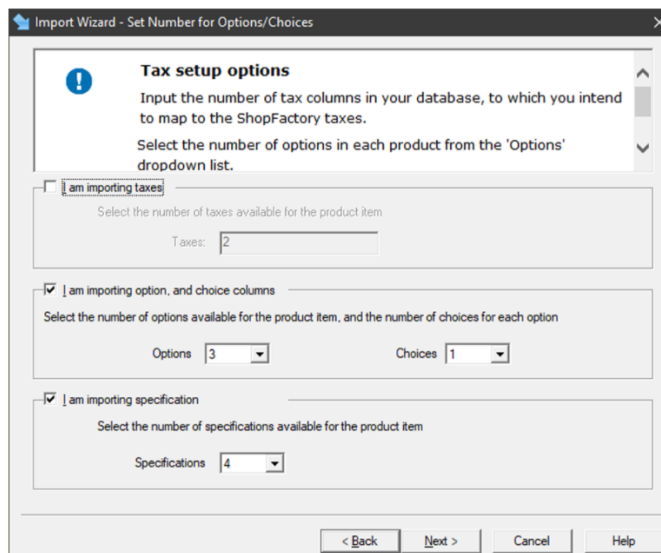 Import Wizard - Set Number for Options/Choices
Tax setup options
Input the number of tax columns in your database, to which you intend
to map to the ShopFactory taxes.
Select the number of options in each product from the 'Options'
dropdown list.
I am importing taxes
Select the number of taxes available for the product item
Taxes: 2
I am importing option, and choice columns
Select the number of options available for the product item, and the number of choices for each option
Options 3 Choices 1
I am importing specification
Select the number of specifications available for the product item
Specifications 4
< Back Next > Cancel Help